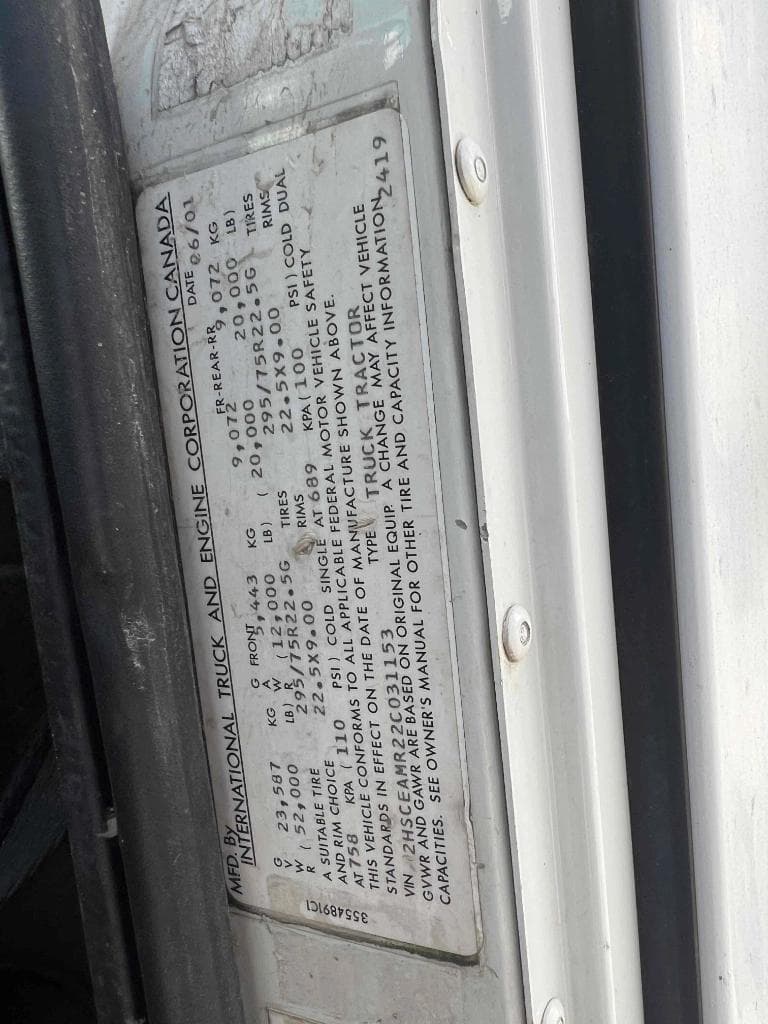 MFD. By
INTERNATIONAL TRUCK AND ENGINE CORPORATION CANADA
DATE 06/01
G FRONT FR-REAR-RR
G 23,587 KG A 5,443 KG 9,072 9,072 KG
V W
W ( 52,000 LB) R ( 12,000 LB) ( 20,000 20,000 LB)
R 295/75R22.5G TIRES 295/75R22.5G TIRES
A SUITABLE TIRE 22.5X9.00 RIMS 22.5X9.00 RIMS
AND RIM CHOICE
AT 758 KPA ( 110 PSI) COLD SINGLE AT 689 KPA ( 100 PSI) COLD DUAL
THIS VEHICLE CONFORMS TO ALL APPLICABLE FEDERAL MOTOR VEHICLE SAFETY
STANDARDS IN EFFECT ON THE DATE OF MANUFACTURE SHOWN ABOVE.
VIN 2HSCEAMR22C031153 TYPE TRUCK TRACTOR
GVWR AND GAWR ARE BASED ON ORIGINAL EQUIP. A CHANGE MAY AFFECT VEHICLE
CAPACITIES. SEE OWNER'S MANUAL FOR OTHER TIRE AND CAPACITY INFORMATION
2419
3554891C1